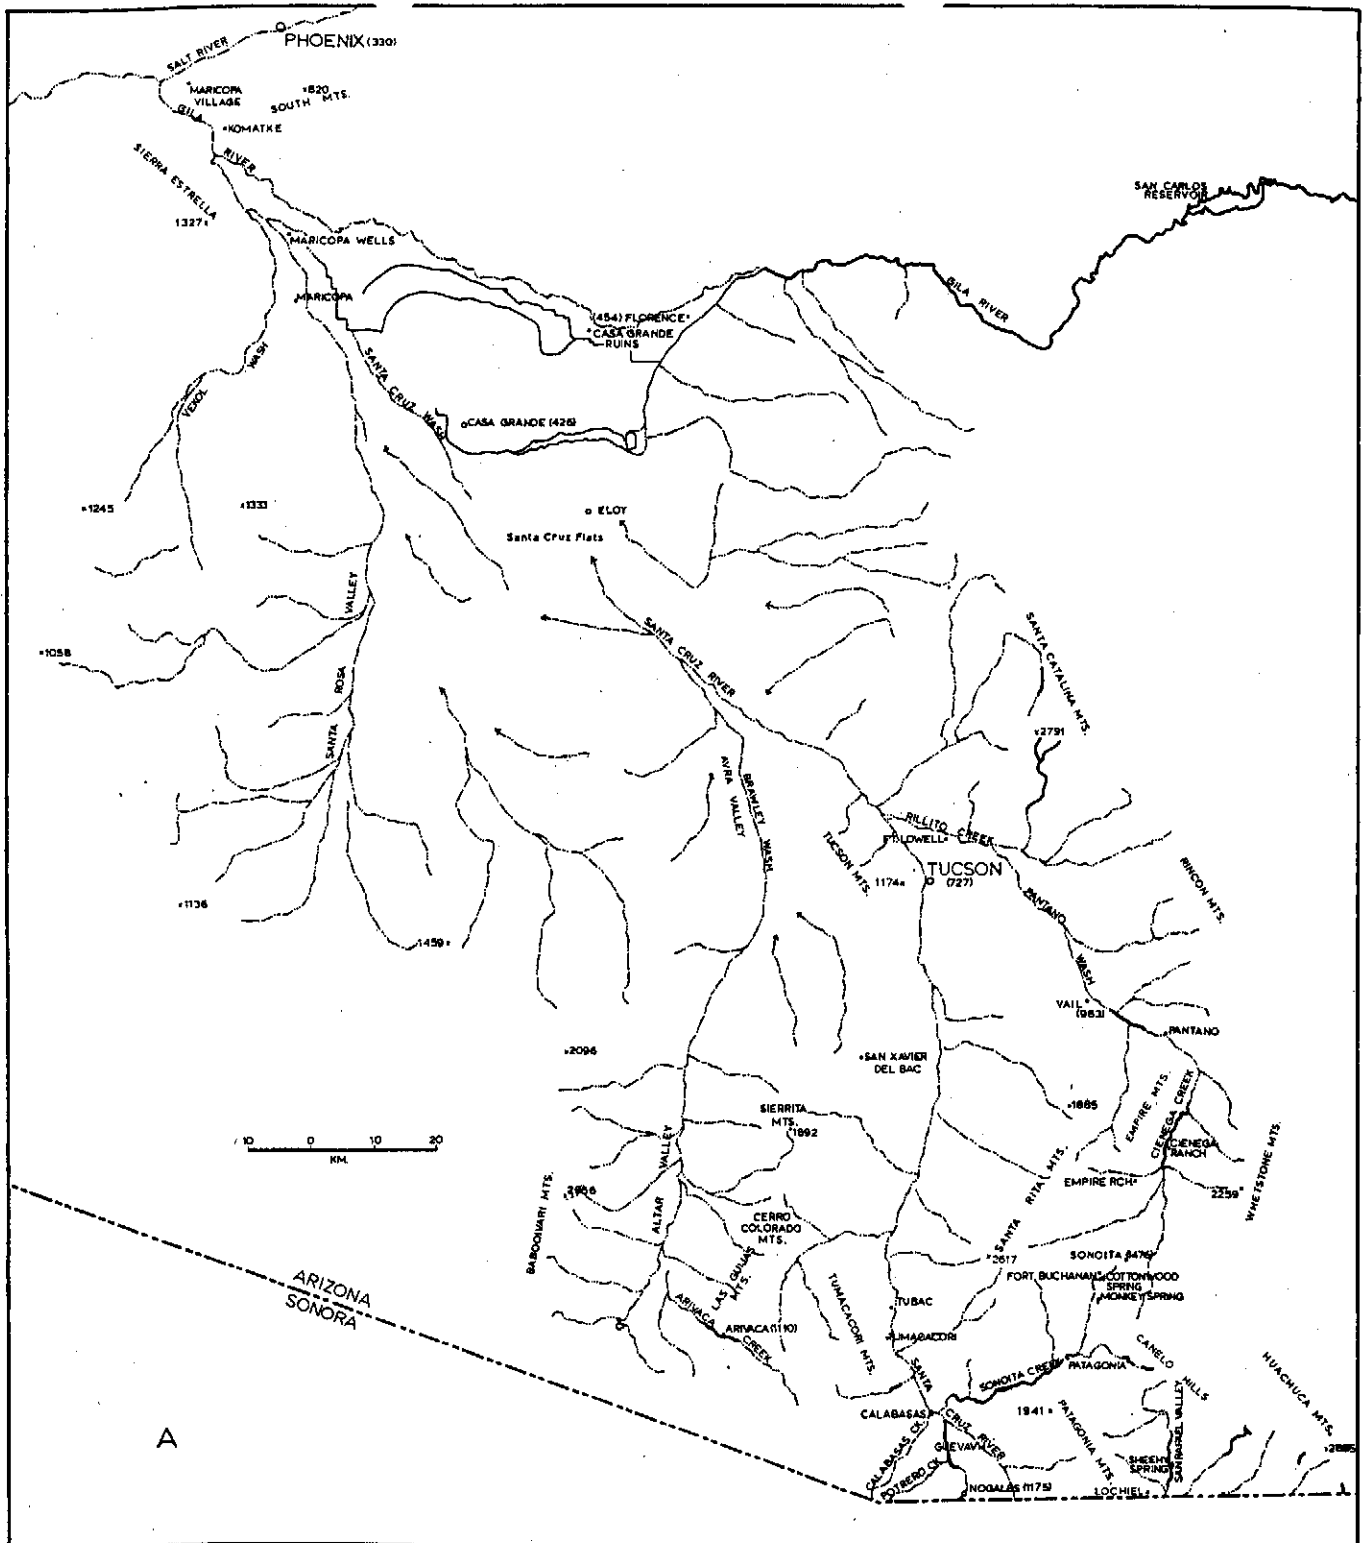 PHOENIX (330)
SALT RIVER
MARICOPA
VILLAGE
820
SOUTH MTS.
GILA
KOMATKE
RIVER
SIERRA ESTRELLA
1327
SAN CARLOS
RESERVOIR
MARICOPA WELLS
MARICOPA
GILA RIVER
(454) FLORENCE
CASA GRANDE
RUINS
VEKOL
WASH
SANTA CRUZ WASH
CASA GRANDE (426)
1245
1333
ELOY
Santa Cruz Flats
VALLEY
ROSA
SANTA
1058
SANTA CRUZ RIVER
SANTA CATALINA MTS.
2791
AVRA VALLEY
BRAWLEY
WASH
RILLITO CREEK
FT. LOWELL
TUCSON MTS.
TUCSON
(727)
1174
RINCON MTS.
PANTANO
WASH
1136
1459
VAIL
(983)
PANTANO
2096
SAN XAVIER
DEL BAC
1885
EMPIRE MTS.
CIENEGA CREEK
SIERRITA
MTS.
1892
CIENEGA
RANCH
10 0 10 20
KM.
VALLEY
ALTAR
EMPIRE RCH
2259
WHETSTONE MTS.
BABOQIVARI MTS.
CERRO
COLORADO
MTS.
SANTA RITA MTS.
2617
SONOITA
LAS GUIJAS
MTS.
FORT BUCHANAN
COTTONWOOD
SPRING
MONKEY SPRING
ARIZONA
SONORA
TUMACACORI MTS.
TUBAC
ARIVACA
CREEK
ARIVACA (1110)
TUMACACORI
SANTA
CRUZ RIVER
SONOITA CREEK
PATAGONIA
CANELO
HILLS
HUACHUCA MTS.
CALABASAS
1941
PATAGONIA MTS.
SAN RAFAEL VALLEY
A
CALABASAS CK.
GUEVAVI
POTRERO CK.
SHEEHY
SPRING
NOGALES (1175)
LOCHIEL